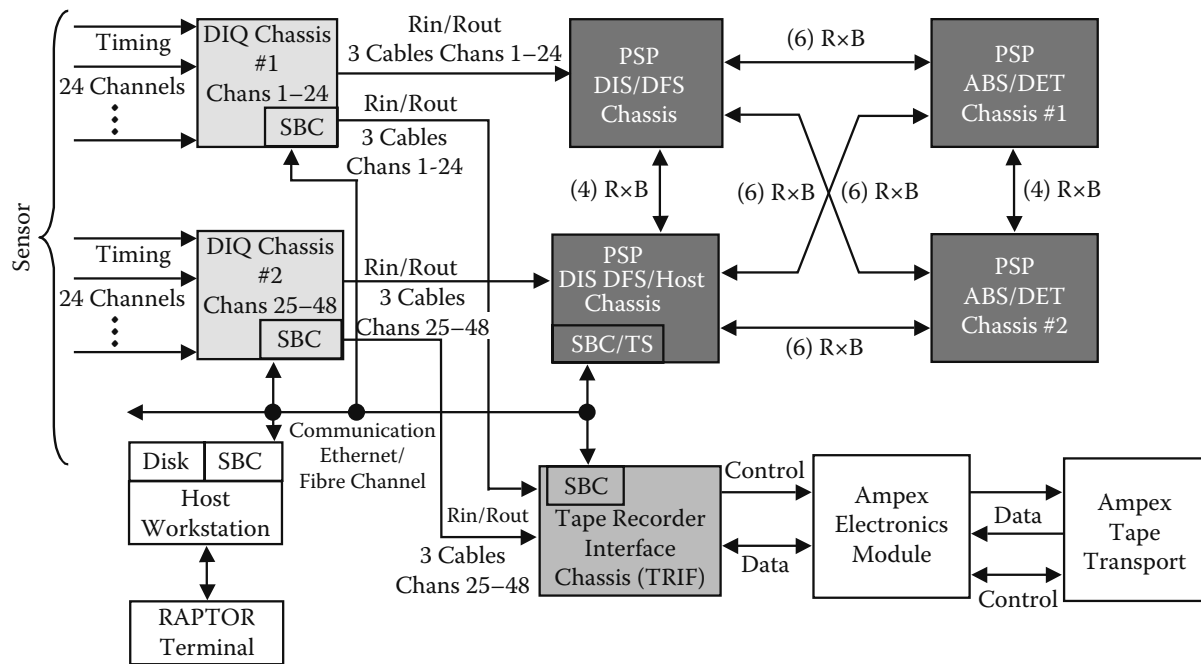 Sensor
Timing
24 Channels
DIQ Chassis
#1
Chans 1–24
SBC
Rin/Rout
3 Cables Chans 1–24
Rin/Rout
3 Cables
Chans 1-24
PSP
DIS/DFS
Chassis
(6) R×B
PSP
ABS/DET
Chassis #1
(4) R×B
(6) R×B
(6) R×B
(4) R×B
Timing
24 Channels
DIQ Chassis
#2
Chans 25–48
SBC
Rin/Rout
3 Cables
Chans 25–48
PSP
DIS DFS/Host
Chassis
SBC/TS
(6) R×B
PSP
ABS/DET
Chassis #2
Communication
Ethernet/
Fibre Channel
Disk
SBC
Host
Workstation
RAPTOR
Terminal
Rin/Rout
3 Cables
Chans 25–48
SBC
Tape Recorder
Interface
Chassis (TRIF)
Control
Data
Ampex
Electronics
Module
Data
Control
Ampex
Tape
Transport